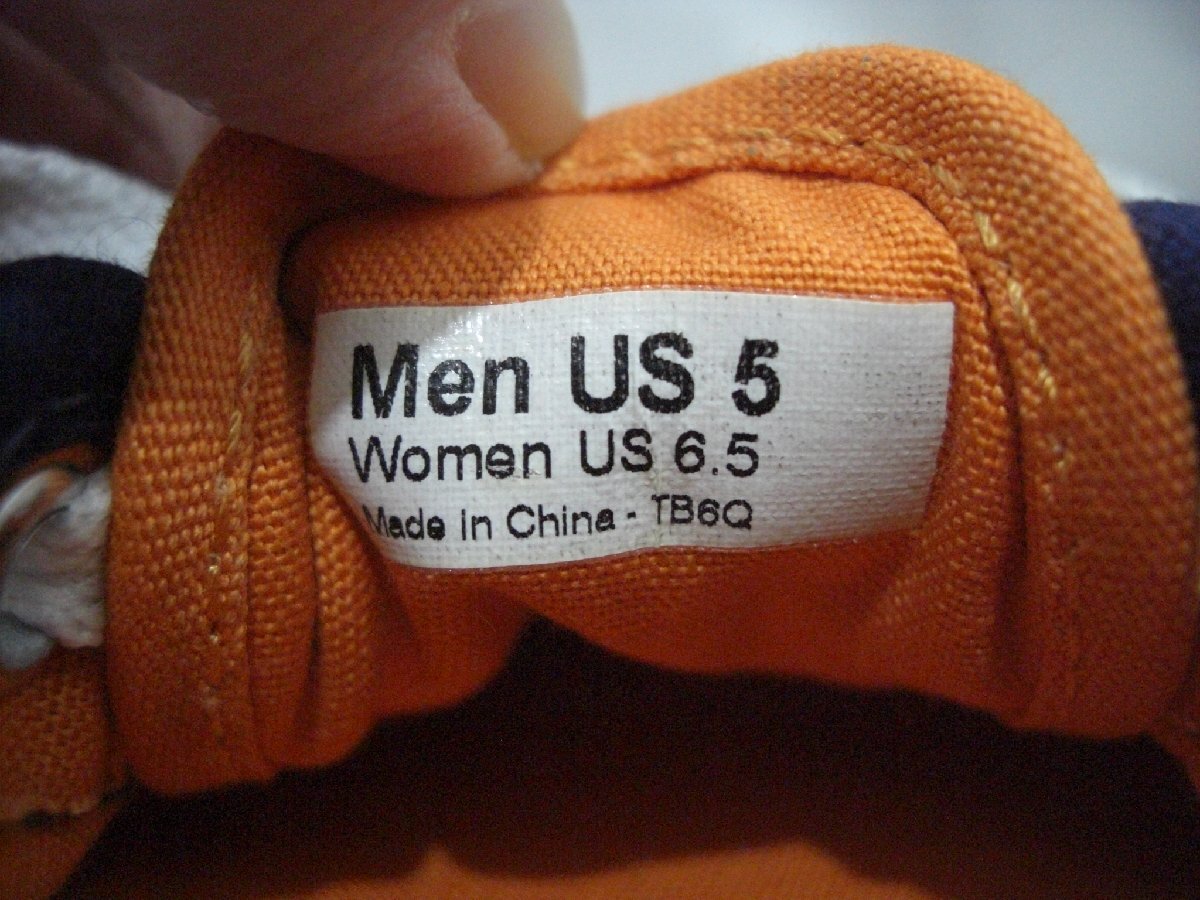 Men US 5
Women US 6.5
Made in China - TB6Q